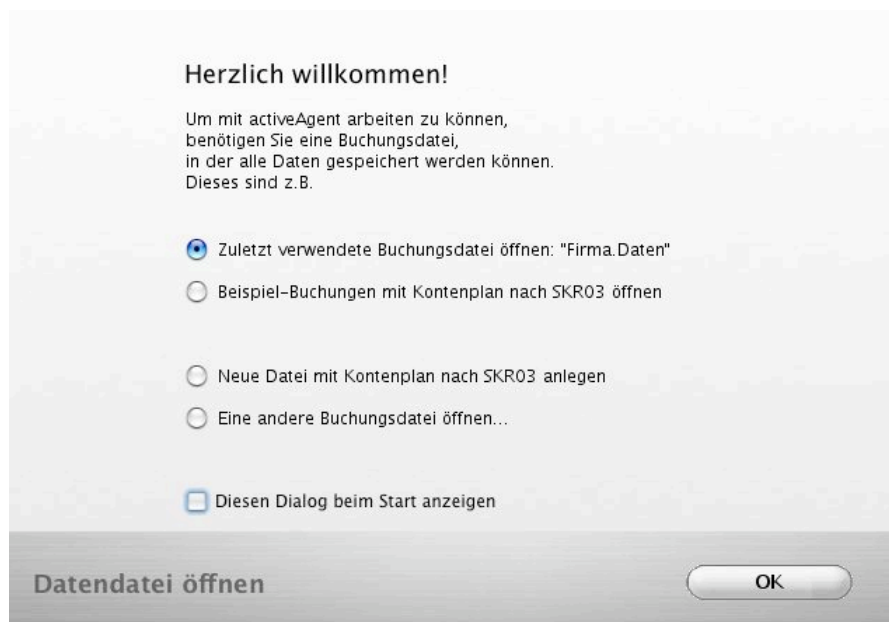 Herzlich willkommen!
Um mit activeAgent arbeiten zu können,
benötigen Sie eine Buchungsdatei,
in der alle Daten gespeichert werden können.
Dieses sind z.B.
Zuletzt verwendete Buchungsdatei öffnen: "Firma.Daten"
Beispiel-Buchungen mit Kontenplan nach SKR03 öffnen
Neue Datei mit Kontenplan nach SKR03 anlegen
Eine andere Buchungsdatei öffnen...
Diesen Dialog beim Start anzeigen
Datendatei öffnen
OK